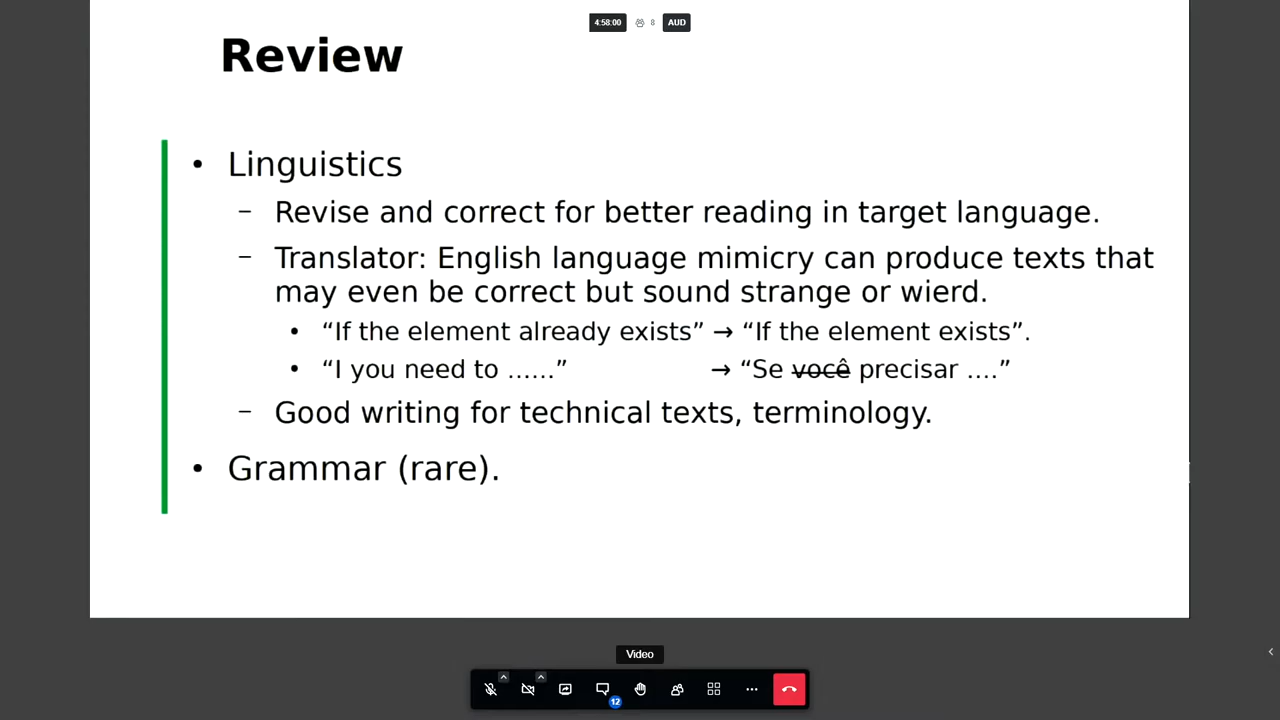 4:58:00 8 AUD
Review
• Linguistics
– Revise and correct for better reading in target language.
– Translator: English language mimicry can produce texts that
may even be correct but sound strange or wierd.
• “If the element already exists” → “If the element exists”.
• “I you need to ......” → “Se você precisar ....”
– Good writing for technical texts, terminology.
• Grammar (rare).
Video
12